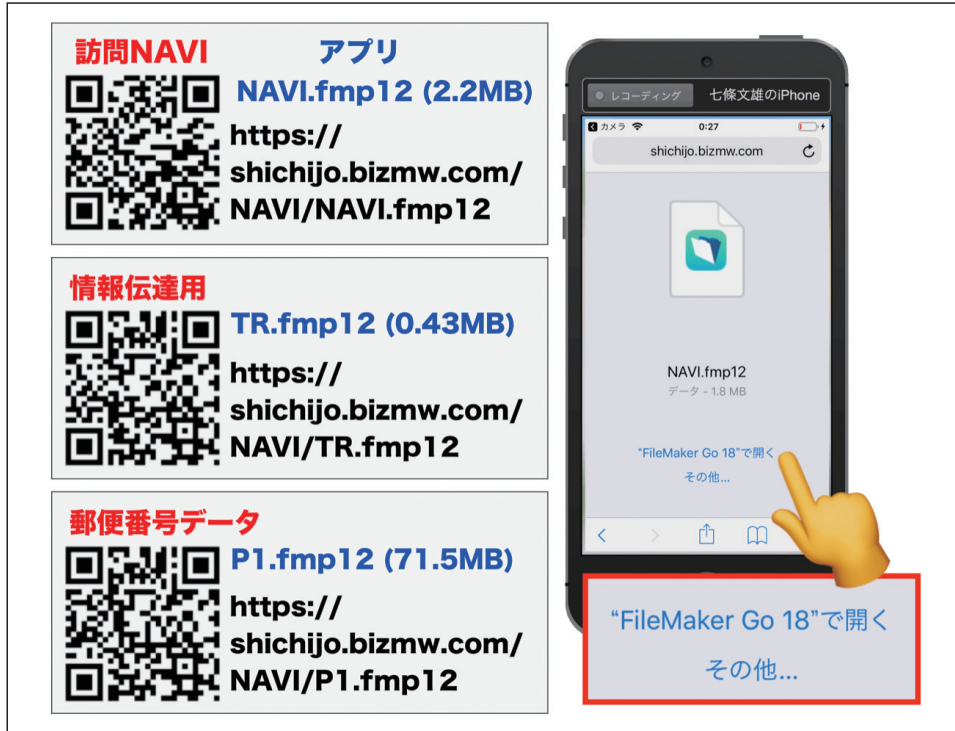 訪問NAVI
アプリ
NAVI.fmp12 (2.2MB)
https://
shichijo.bizmw.com/
NAVI/NAVI.fmp12
情報伝達用
TR.fmp12 (0.43MB)
https://
shichijo.bizmw.com/
NAVI/TR.fmp12
郵便番号データ
P1.fmp12 (71.5MB)
https://
shichijo.bizmw.com/
NAVI/P1.fmp12
レコーディング
七條文雄のiPhone
カメラ
0:27
shichijo.bizmw.com
NAVI.fmp12
データ - 1.8 MB
“FileMaker Go 18”で開く
その他...
“FileMaker Go 18”で開く
その他...